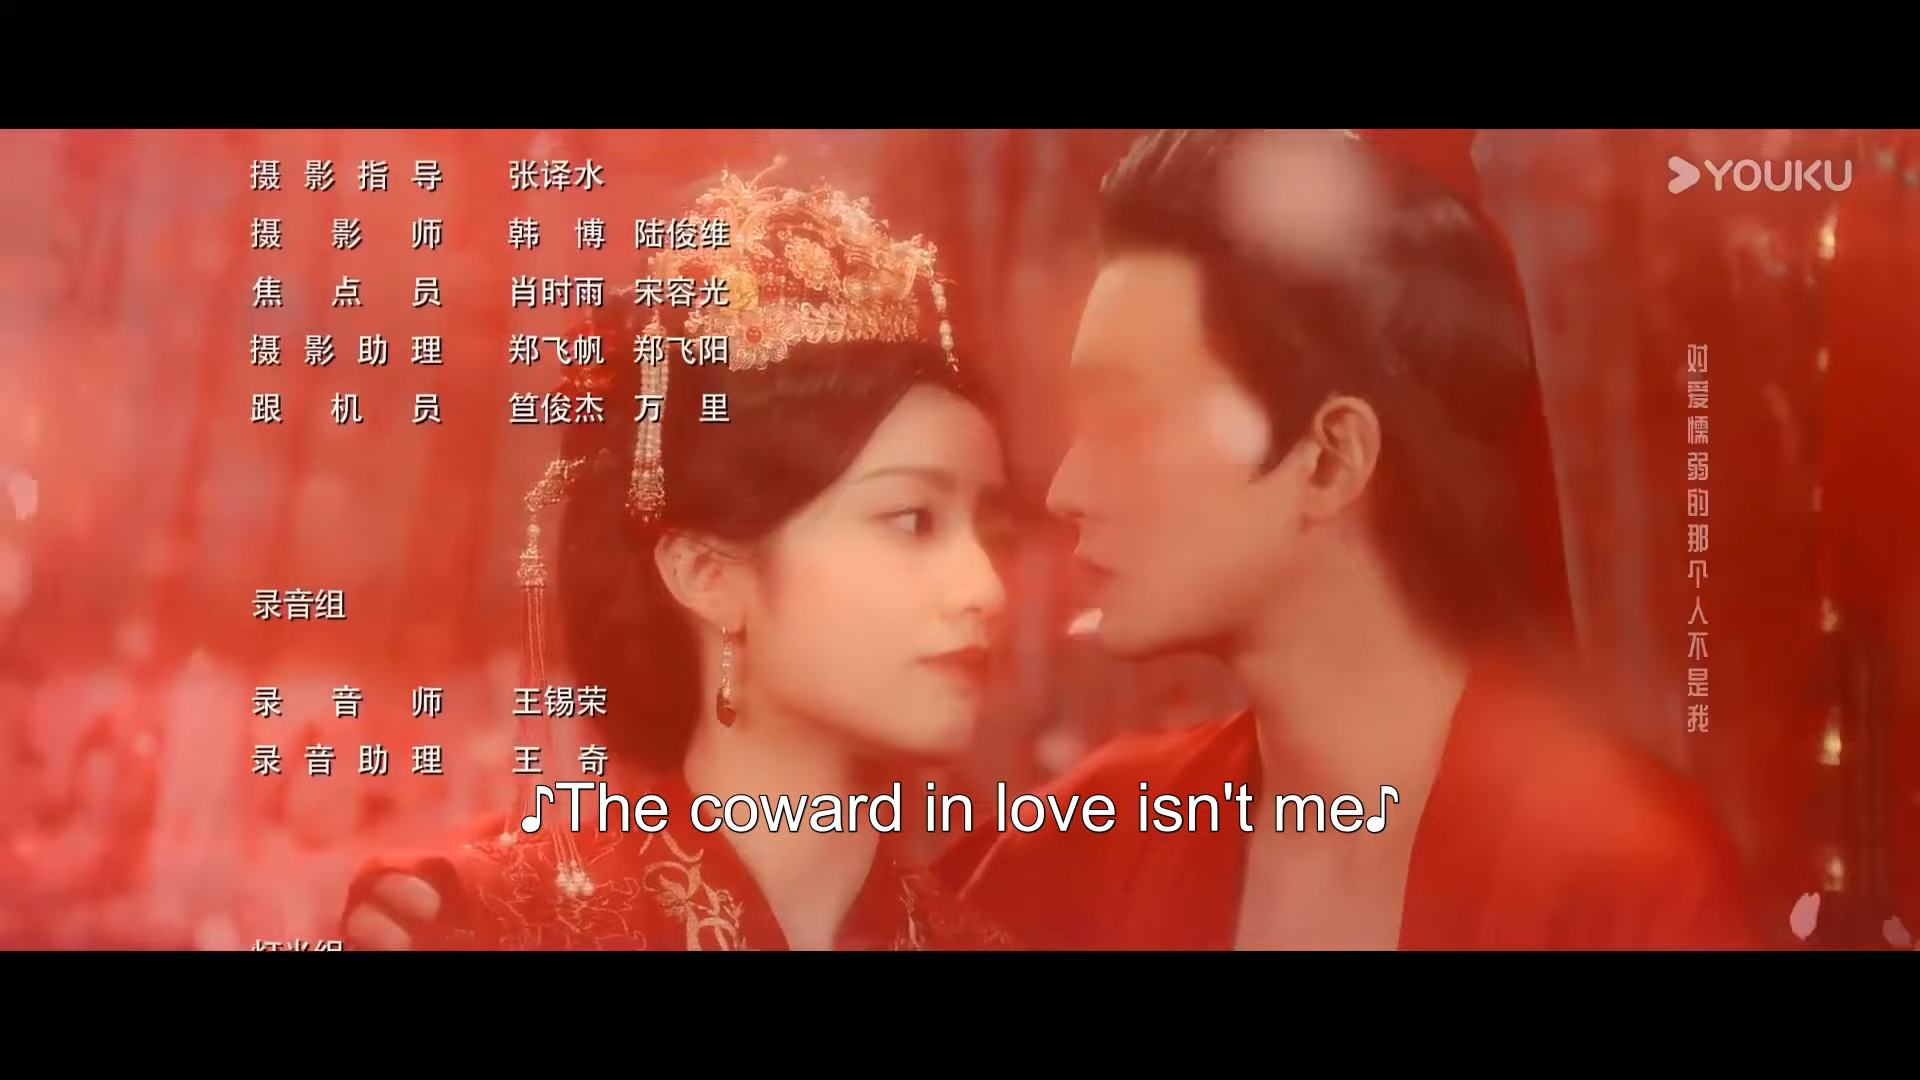 摄影指导 张译水
摄影师 韩博 陆俊维
焦点员 肖时雨 宋容光
摄影助理 郑飞帆 郑飞阳
跟机员 笪俊杰 万里
录音组
录音师 王锡荣
录音助理 王奇
♪The coward in love isn't me♪
YOUKU
对爱懦弱的那个人不是我